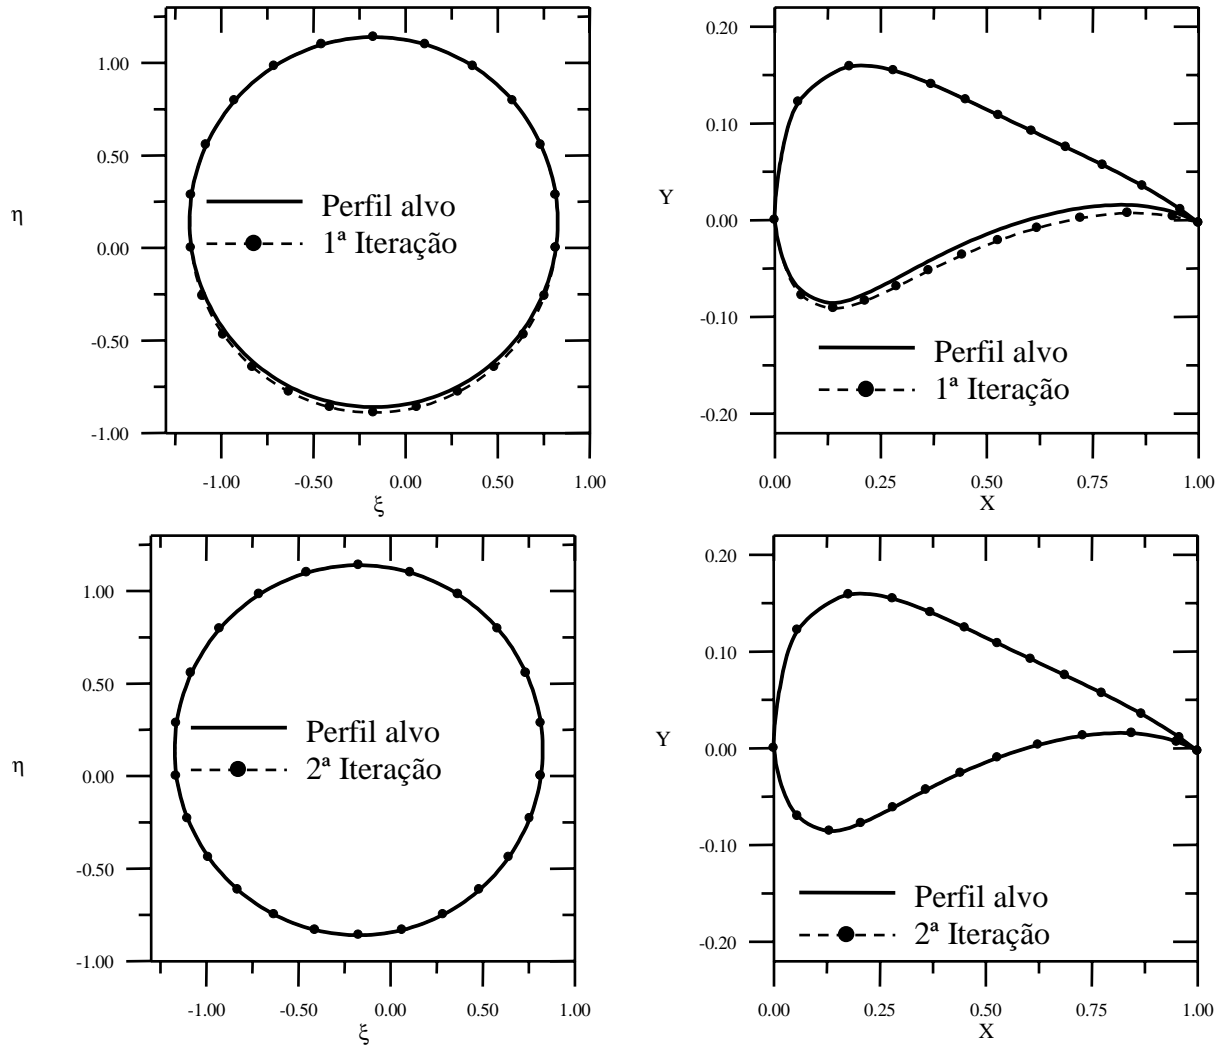 1.00
0.50
η
0.00
-0.50
-1.00
Perfil alvo
1ª Iteração
-1.00 -0.50 0.00 0.50 1.00
ξ
0.20
0.10
Y
0.00
-0.10
-0.20
Perfil alvo
1ª Iteração
0.00 0.25 0.50 0.75 1.00
X
1.00
0.50
η
0.00
-0.50
-1.00
Perfil alvo
2ª Iteração
-1.00 -0.50 0.00 0.50 1.00
ξ
0.20
0.10
Y
0.00
-0.10
-0.20
Perfil alvo
2ª Iteração
0.00 0.25 0.50 0.75 1.00
X